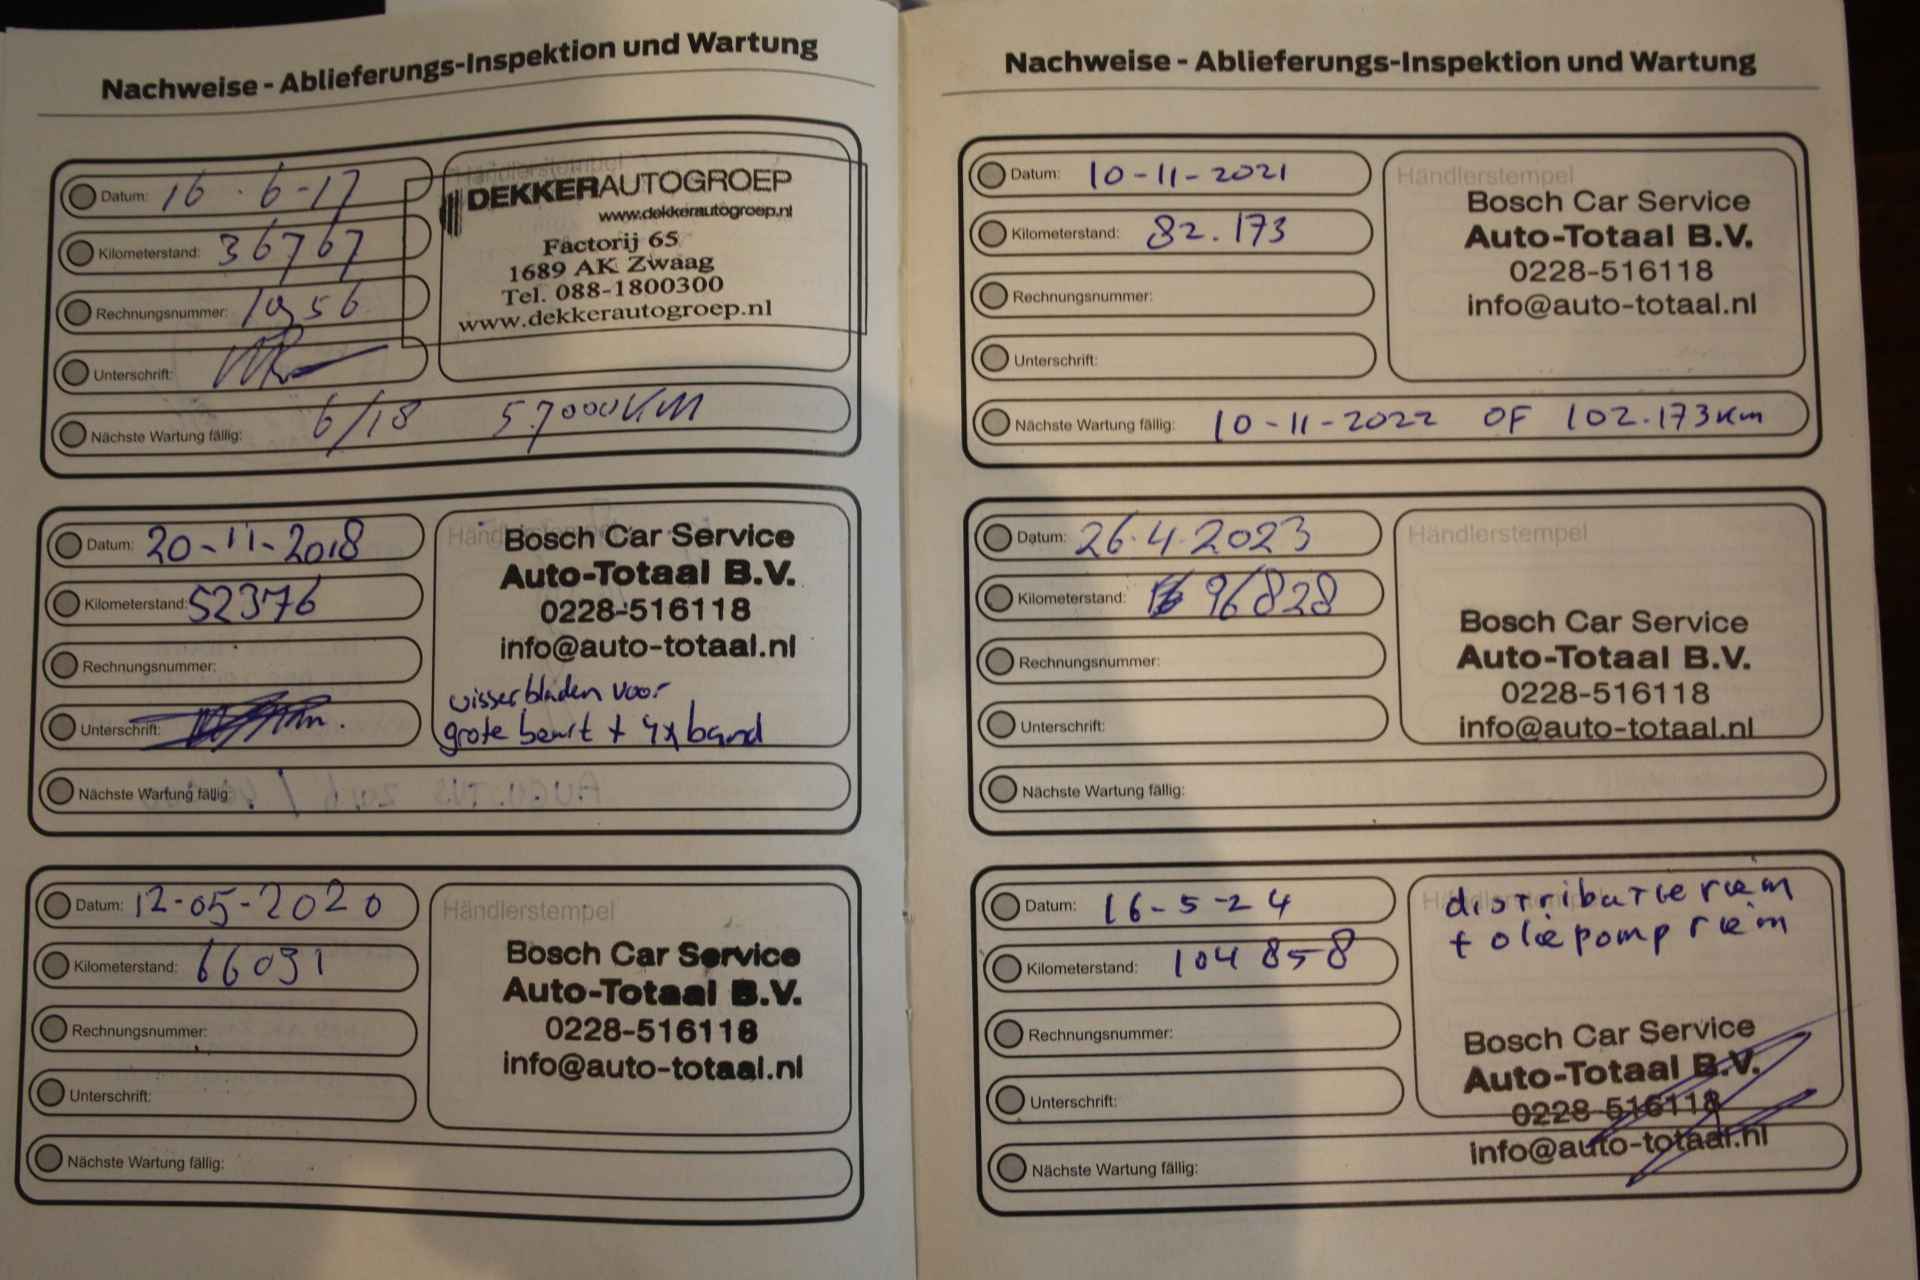 Nachweise - Ablieferungs-Inspektion und Wartung
Datum: 16.6-17
Kilometerstand: 36767
Rechnungsnummer: 1956
Unterschrift:
Nächste Wartung fällig: 6/18 57000KM
Händlerstempel
DEKKERAUTOGROEP
www.dekkerautogroep.nl
Factorij 65
1689 AK Zwaag
Tel. 088-1800300
www.dekkerautogroep.nl
Datum: 20-11-2018
Kilometerstand: 52376
Rechnungsnummer:
Unterschrift:
Nächste Wartung fällig:
Bosch Car Service
Auto-Totaal B.V.
0228-516118
info@auto-totaal.nl
wisserbladen voor
grote beurt + 4x band
Datum: 12-05-2020
Kilometerstand: 66031
Rechnungsnummer:
Unterschrift:
Nächste Wartung fällig:
Händlerstempel
Bosch Car Service
Auto-Totaal B.V.
0228-516118
info@auto-totaal.nl
Nachweise - Ablieferungs-Inspektion und Wartung
Datum: 10-11-2021
Kilometerstand: 82.173
Rechnungsnummer:
Unterschrift:
Nächste Wartung fällig: 10-11-2022 OF 102.173km
Händlerstempel
Bosch Car Service
Auto-Totaal B.V.
0228-516118
info@auto-totaal.nl
Datum: 26.4.2023
Kilometerstand: 96828
Rechnungsnummer:
Unterschrift:
Nächste Wartung fällig:
Händlerstempel
Bosch Car Service
Auto-Totaal B.V.
0228-516118
info@auto-totaal.nl
Datum: 16-5-24
Kilometerstand: 104858
Rechnungsnummer:
Unterschrift:
Nächste Wartung fällig:
distributieriem
+ oliepompriem
Bosch Car Service
Auto-Totaal B.V.
0228-516118
info@auto-totaal.nl